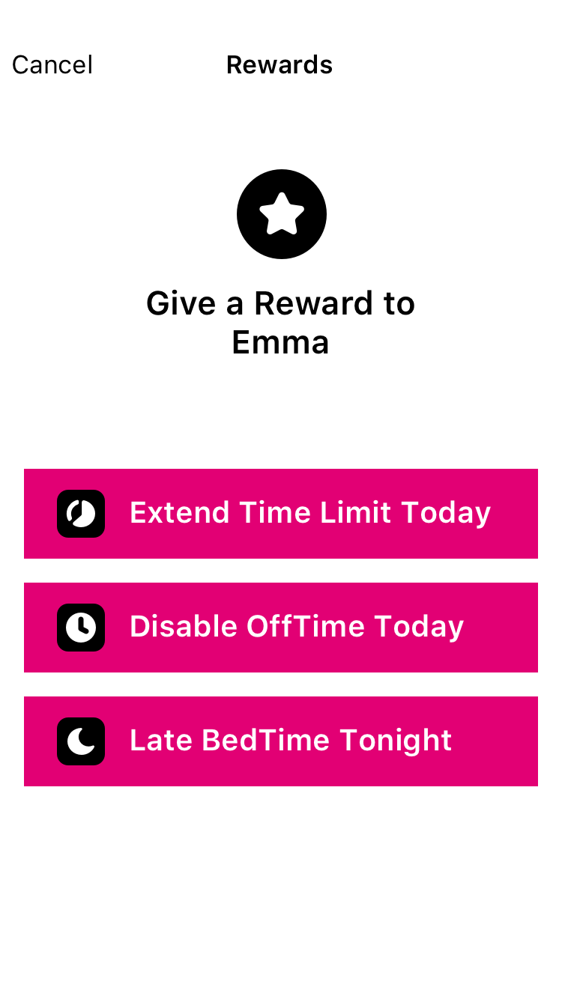 Cancel
Rewards
Give a Reward to
Emma
Extend Time Limit Today
Disable OffTime Today
Late BedTime Tonight